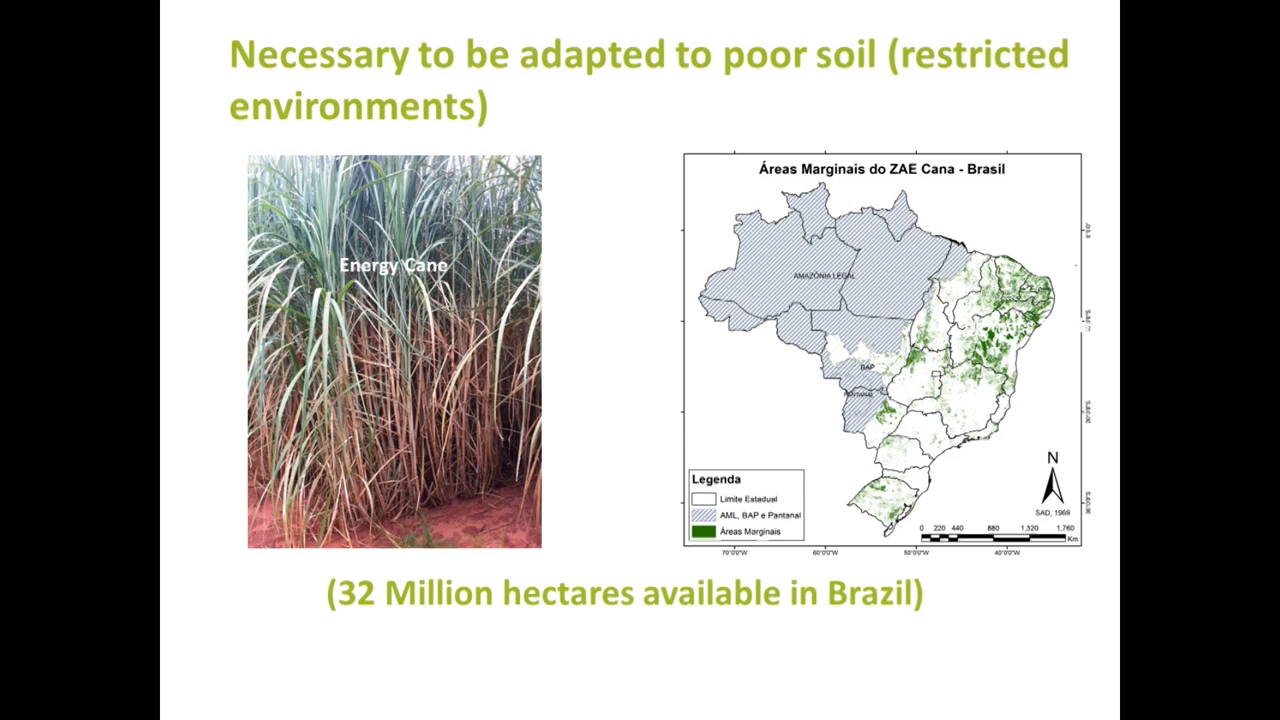 Necessary to be adapted to poor soil (restricted
environments)
Energy Cane
Áreas Marginais do ZAE Cana - Brasil
AMAZÔNIA LEGAL
BAP
PANTANAL
Legenda
Limite Estadual
AML, BAP e Pantanal
Áreas Marginais
N
SAD, 1969
0 220 440 880 1,320 1,760
Km
70°0'0"W 60°0'0"W 50°0'0"W 40°0'0"W
(32 Million hectares available in Brazil)